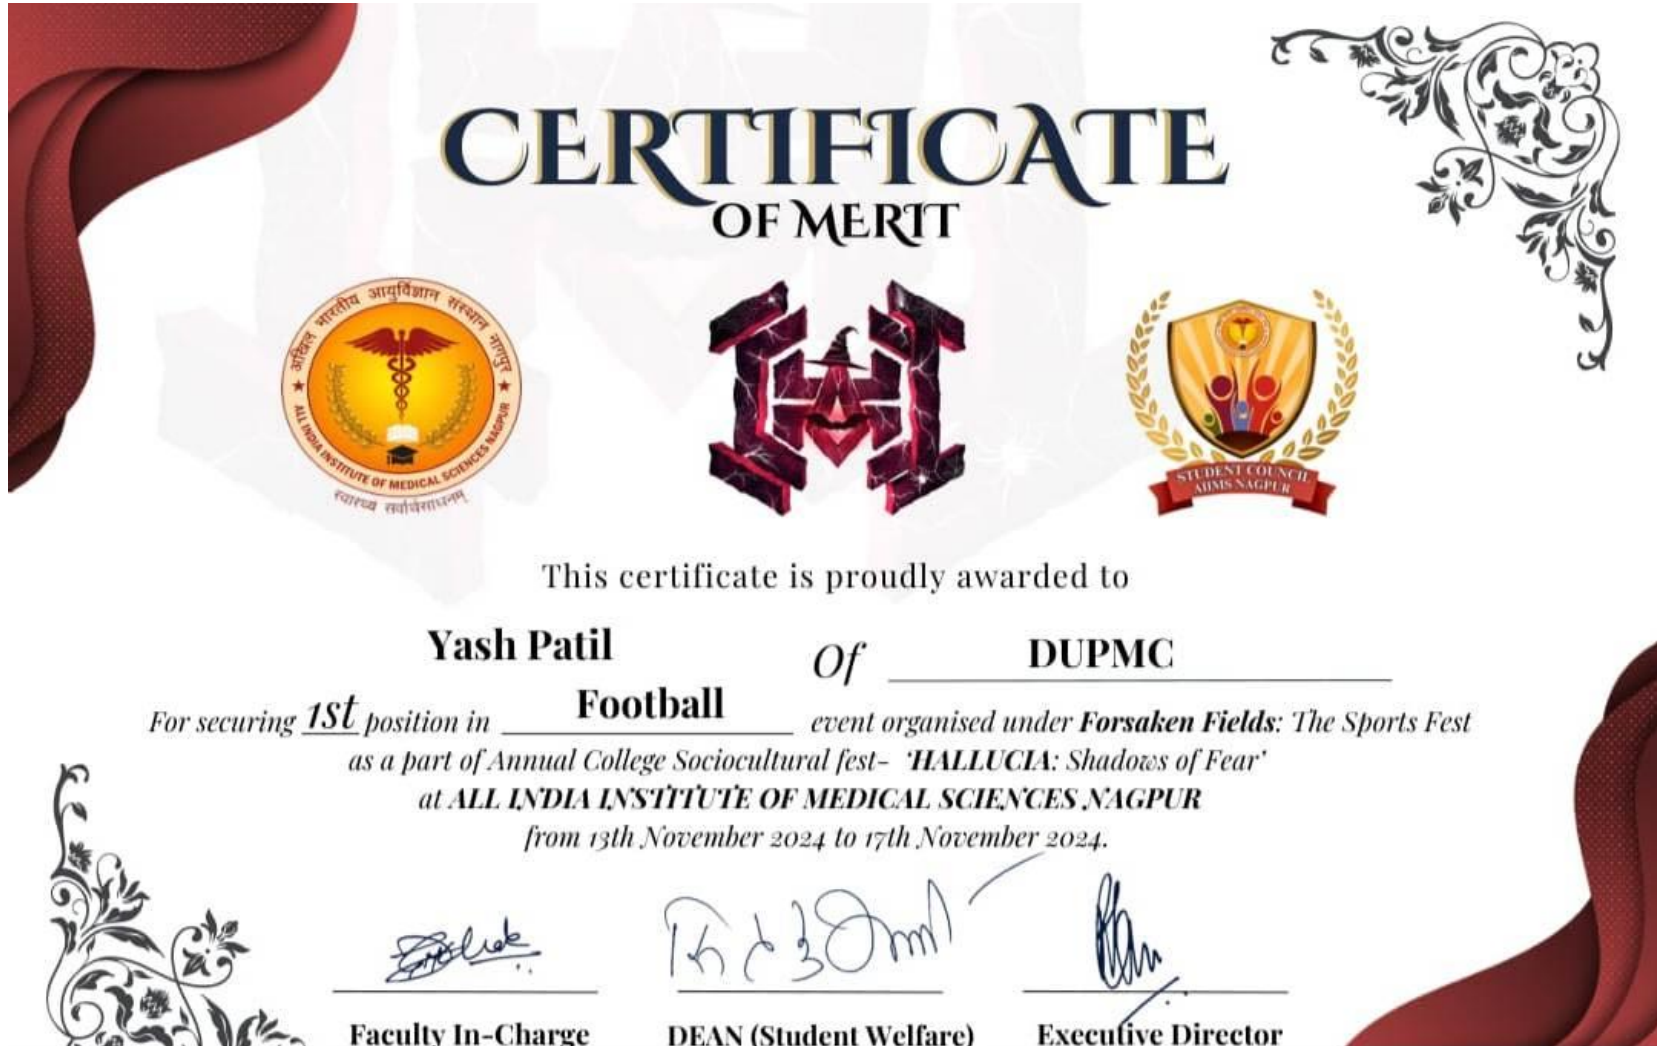 CERTIFICATE
OF MERIT
अखिल भारतीय आयुर्विज्ञान संस्थान नागपुर
ALL INDIA INSTITUTE OF MEDICAL SCIENCES NAGPUR
स्वास्थ्यं सर्वार्थसाधनम्
STUDENT COUNCIL
AIIMS NAGPUR
This certificate is proudly awarded to
Yash Patil Of DUPMC
For securing 1st position in Football event organised under Forsaken Fields: The Sports Fest
as a part of Annual College Sociocultural fest- 'HALLUCIA: Shadows of Fear'
at ALL INDIA INSTITUTE OF MEDICAL SCIENCES NAGPUR
from 13th November 2024 to 17th November 2024.
Faculty In-Charge DEAN (Student Welfare) Executive Director